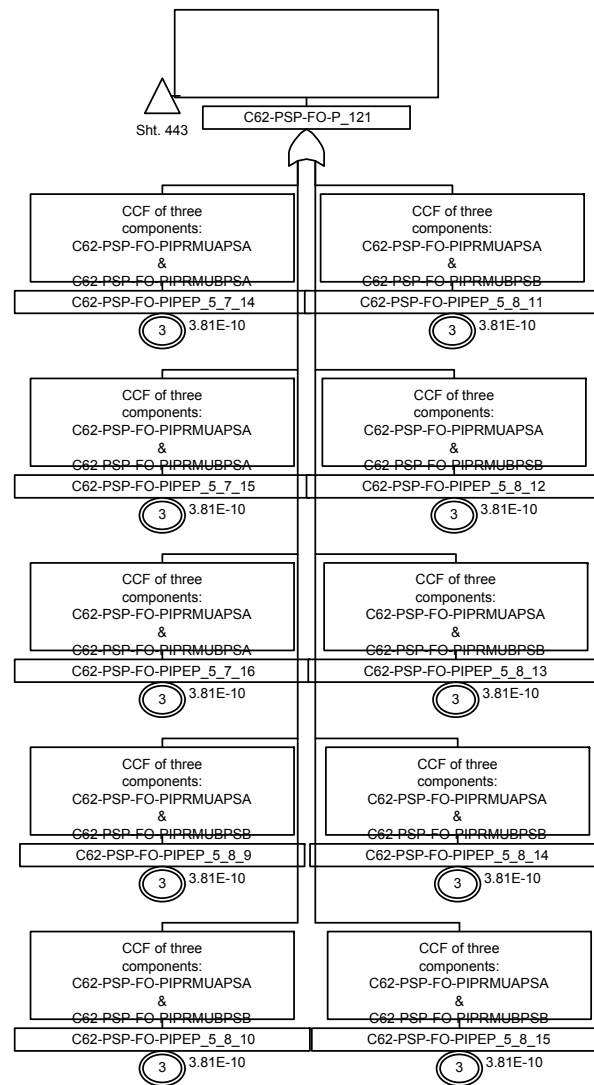 Sht. 443
C62-PSP-FO-P_121
CCF of three
components:
C62-PSP-FO-PIPRMUAPSA
&
C62-PSP-FO-PIPRMUBPSA
C62-PSP-FO-PIPEP_5_7_14
3
3.81E-10
CCF of three
components:
C62-PSP-FO-PIPRMUAPSA
&
C62-PSP-FO-PIPRMUBPSB
C62-PSP-FO-PIPEP_5_8_11
3
3.81E-10
CCF of three
components:
C62-PSP-FO-PIPRMUAPSA
&
C62-PSP-FO-PIPRMUBPSA
C62-PSP-FO-PIPEP_5_7_15
3
3.81E-10
CCF of three
components:
C62-PSP-FO-PIPRMUAPSA
&
C62-PSP-FO-PIPRMUBPSB
C62-PSP-FO-PIPEP_5_8_12
3
3.81E-10
CCF of three
components:
C62-PSP-FO-PIPRMUAPSA
&
C62-PSP-FO-PIPRMUBPSA
C62-PSP-FO-PIPEP_5_7_16
3
3.81E-10
CCF of three
components:
C62-PSP-FO-PIPRMUAPSA
&
C62-PSP-FO-PIPRMUBPSB
C62-PSP-FO-PIPEP_5_8_13
3
3.81E-10
CCF of three
components:
C62-PSP-FO-PIPRMUAPSA
&
C62-PSP-FO-PIPRMUBPSB
C62-PSP-FO-PIPEP_5_8_9
3
3.81E-10
CCF of three
components:
C62-PSP-FO-PIPRMUAPSA
&
C62-PSP-FO-PIPRMUBPSB
C62-PSP-FO-PIPEP_5_8_14
3
3.81E-10
CCF of three
components:
C62-PSP-FO-PIPRMUAPSA
&
C62-PSP-FO-PIPRMUBPSB
C62-PSP-FO-PIPEP_5_8_10
3
3.81E-10
CCF of three
components:
C62-PSP-FO-PIPRMUAPSA
&
C62-PSP-FO-PIPRMUBPSB
C62-PSP-FO-PIPEP_5_8_15
3
3.81E-10